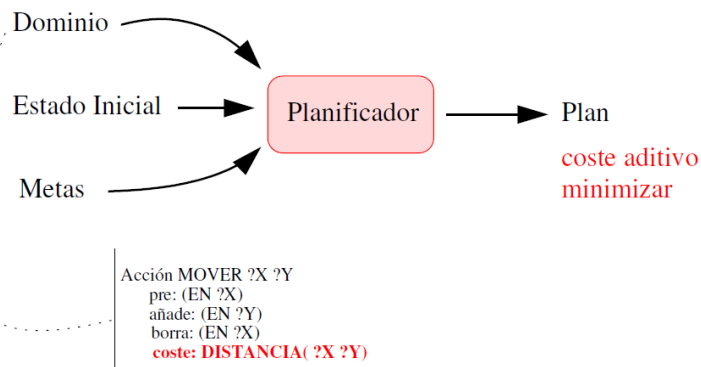 Dominio
Estado Inicial
Planificador
Plan
coste aditivo
minimizar
Metas
Acción MOVER ?X ?Y
pre: (EN ?X)
añade: (EN ?Y)
borra: (EN ?X)
coste: DISTANCIA( ?X ?Y)